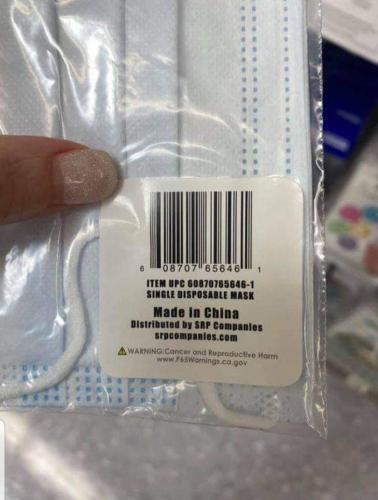 6 08707 65646 1
ITEM UPC 60870765646-1
SINGLE DISPOSABLE MASK
Made in China
Distributed by SRP Companies
srpcompanies.com
WARNING:Cancer and Reproductive Harm
www.P65Warnings.ca.gov